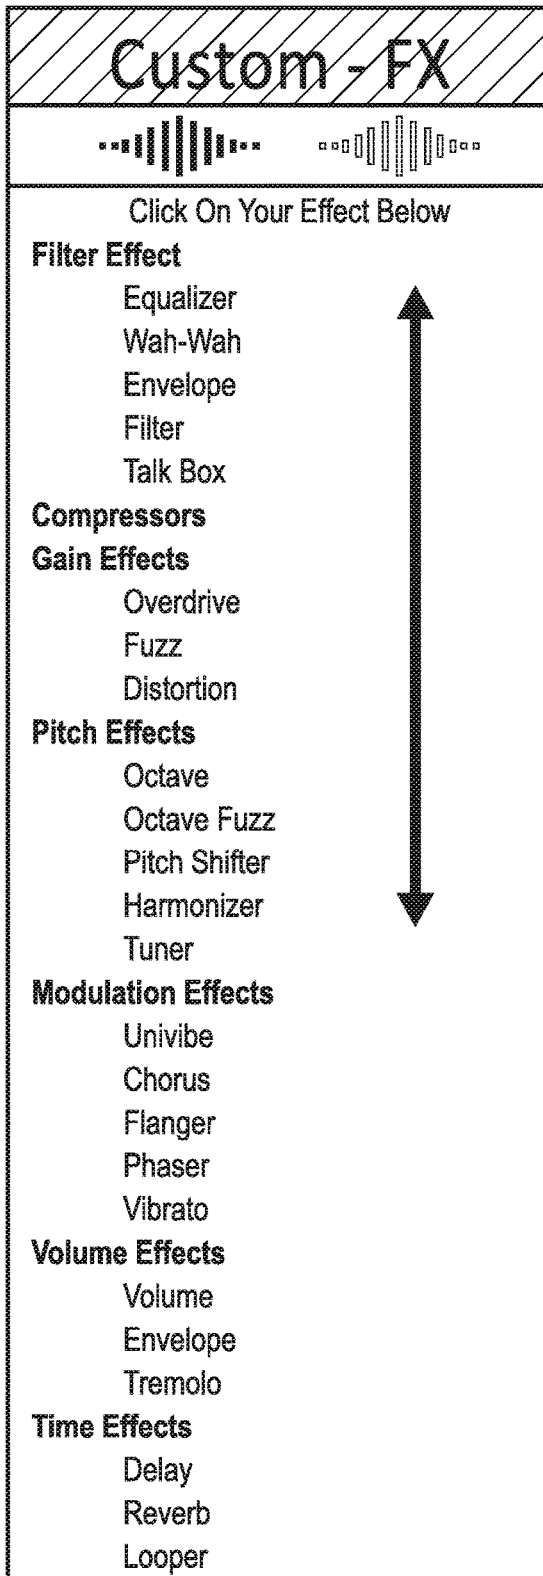 Custom - FX
Click On Your Effect Below
Filter Effect
Equalizer
Wah-Wah
Envelope
Filter
Talk Box
Compressors
Gain Effects
Overdrive
Fuzz
Distortion
Pitch Effects
Octave
Octave Fuzz
Pitch Shifter
Harmonizer
Tuner
Modulation Effects
Univibe
Chorus
Flanger
Phaser
Vibrato
Volume Effects
Volume
Envelope
Tremolo
Time Effects
Delay
Reverb
Looper